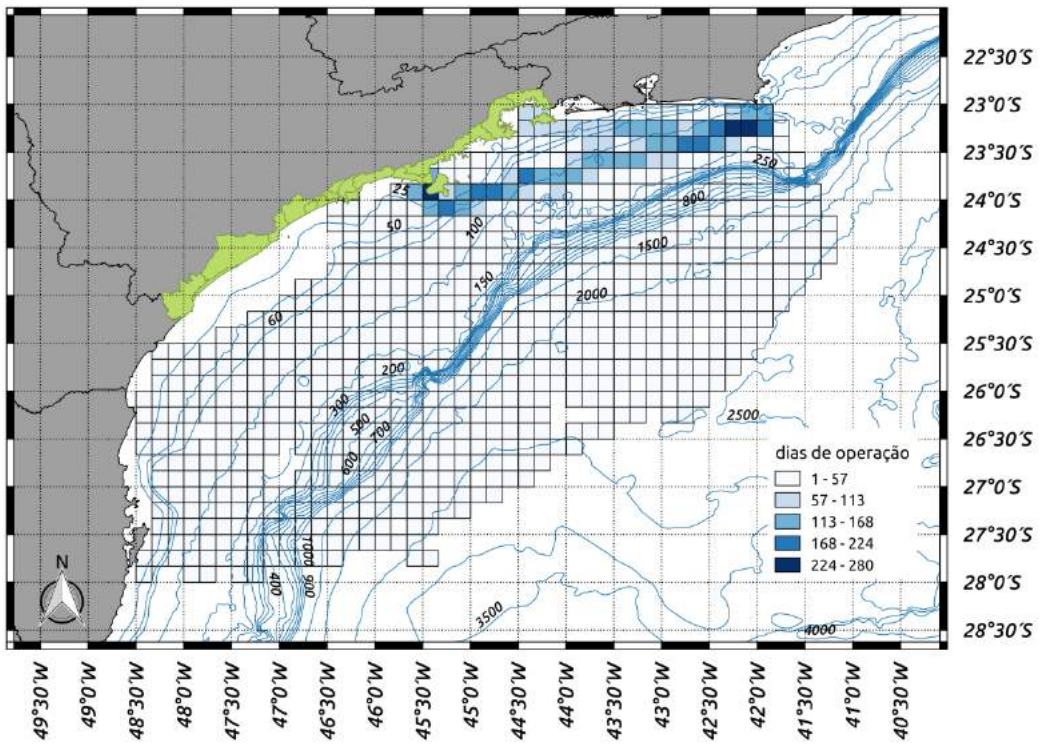 22°30'S
23°0'S
23°30'S
24°0'S
24°30'S
25°0'S
25°30'S
26°0'S
26°30'S
27°0'S
27°30'S
28°0'S
28°30'S
25
50
100
250
800
1500
150
2000
60
200
300
500
700
600
2500
1000
900
400
3500
4000
dias de operação
1 - 57
57 - 113
113 - 168
168 - 224
224 - 280
N
49°30'W
49°0'W
48°30'W
48°0'W
47°30'W
47°0'W
46°30'W
46°0'W
45°30'W
45°0'W
44°30'W
44°0'W
43°30'W
43°0'W
42°30'W
42°0'W
41°30'W
41°0'W
40°30'W